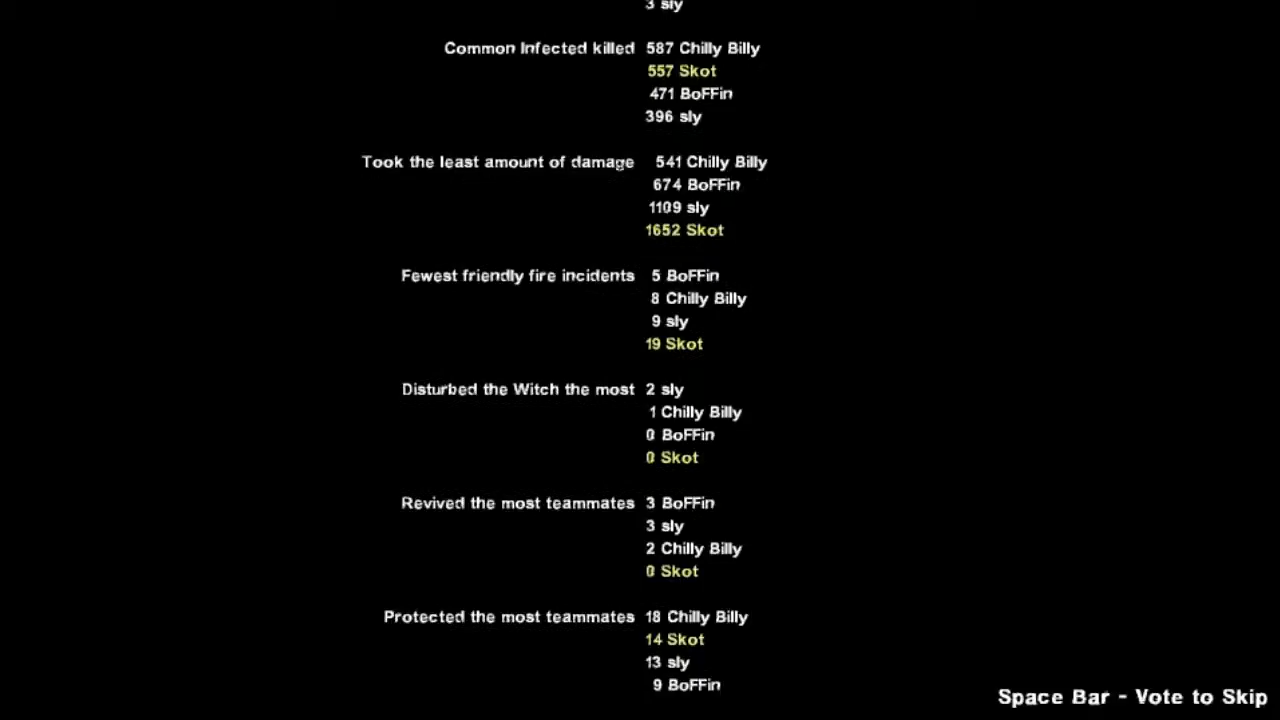 3 sly
Common Infected killed 587 Chilly Billy
557 Skot
471 BoFFin
396 sly
Took the least amount of damage 541 Chilly Billy
674 BoFFin
1109 sly
1652 Skot
Fewest friendly fire incidents 5 BoFFin
8 Chilly Billy
9 sly
19 Skot
Disturbed the Witch the most 2 sly
1 Chilly Billy
0 BoFFin
0 Skot
Revived the most teammates 3 BoFFin
3 sly
2 Chilly Billy
0 Skot
Protected the most teammates 18 Chilly Billy
14 Skot
13 sly
9 BoFFin
Space Bar - Vote to Skip